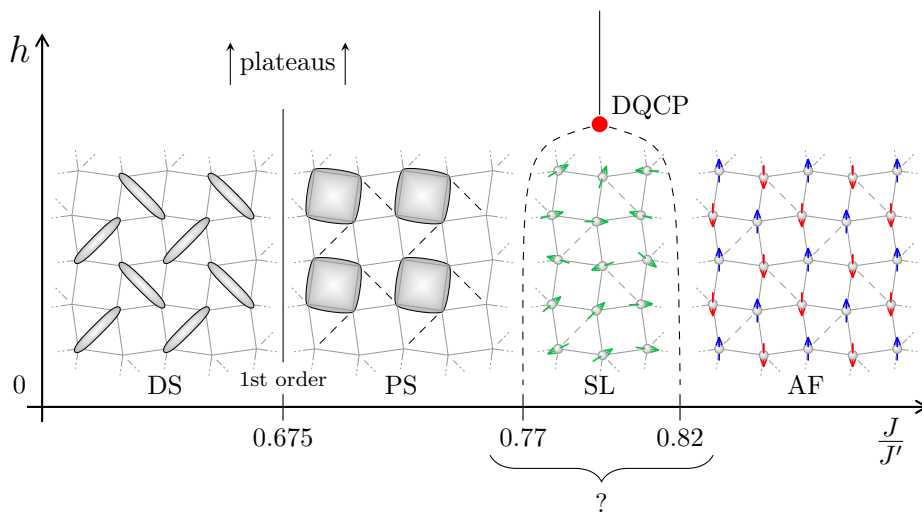 h
plateaus
DQCP
0
DS
1st order
PS
SL
AF
0.675
0.77
0.82
J
J'
?